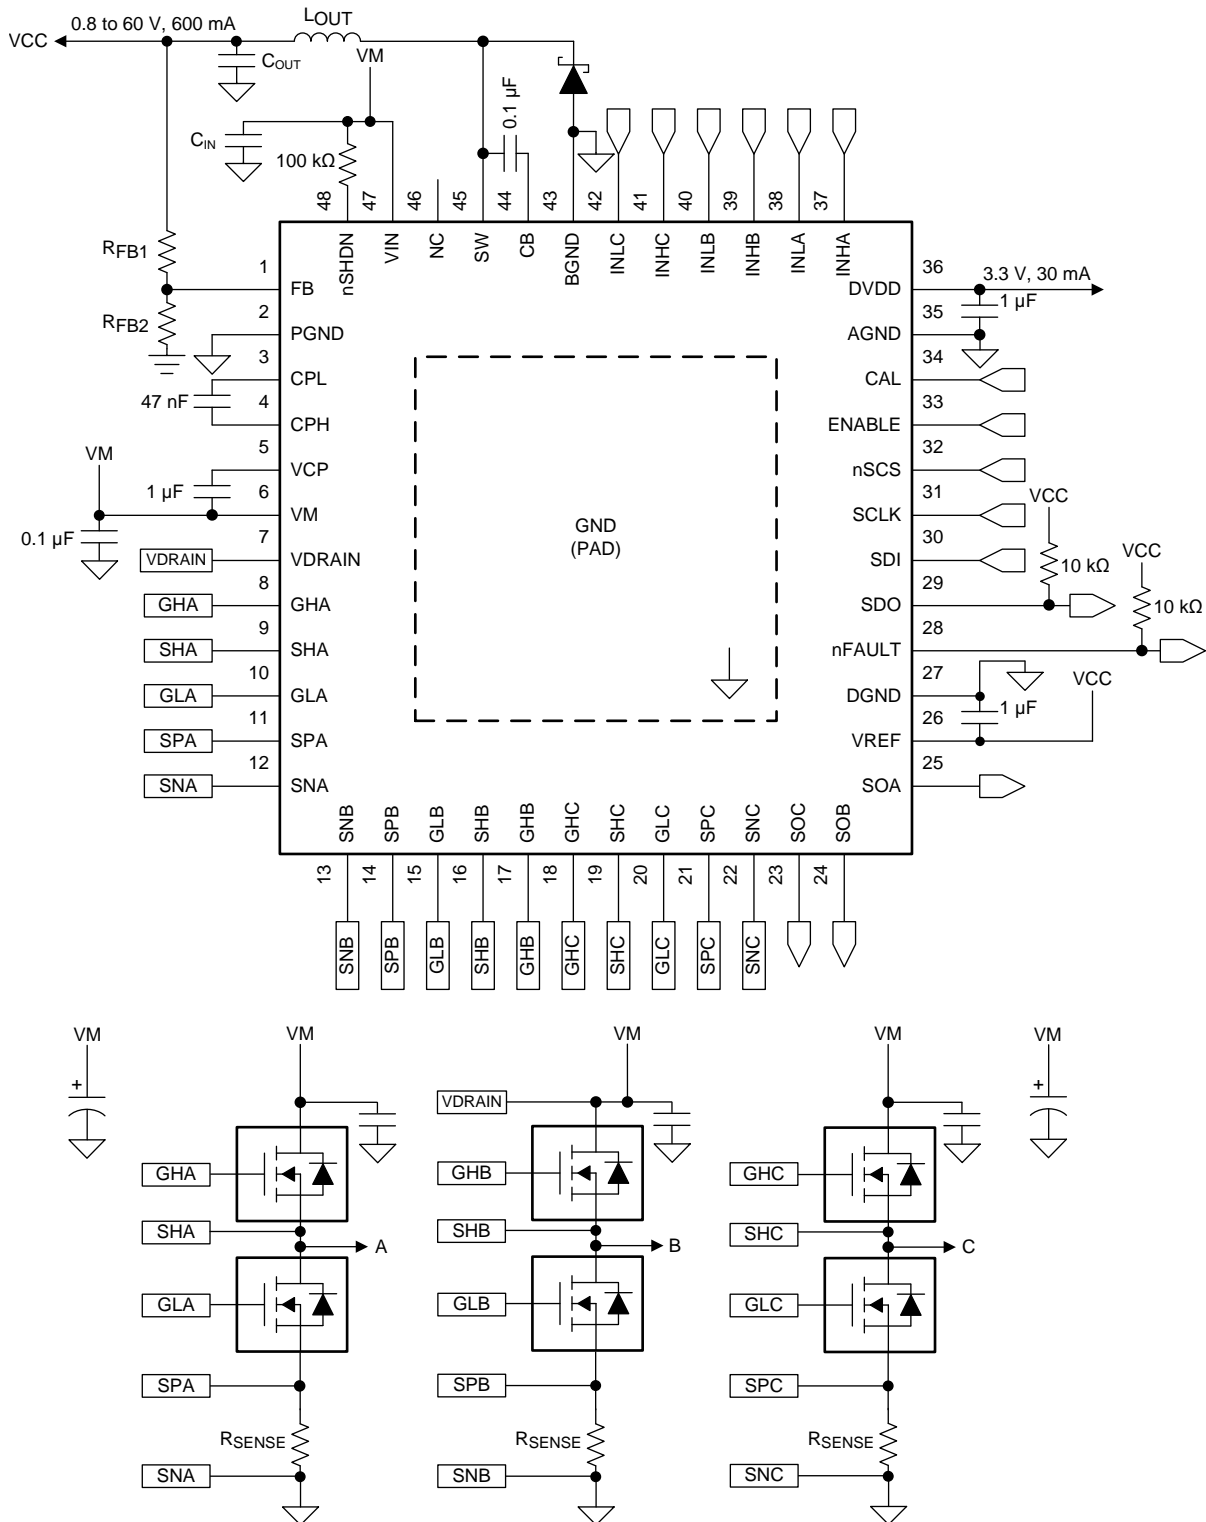 0.8 to 60 V, 600 mA
LOUT
VCC
VM
COUT
0.1 µF
CIN
100 kΩ
48
47
46
45
44
43
42
41
40
39
38
37
nSHDN
VIN
NC
SW
CB
BGND
INLC
INHC
INLB
INHB
INLA
INHA
RFB1
RFB2
1
FB
2
PGND
3
CPL
47 nF
4
CPH
5
VCP
VM
1 µF
6
VM
0.1 µF
7
VDRAIN
VDRAIN
8
GHA
GHA
9
SHA
SHA
10
GLA
GLA
11
SPA
SPA
12
SNA
SNA
GND
(PAD)
36
DVDD
3.3 V, 30 mA
1 µF
35
AGND
34
CAL
33
ENABLE
32
nSCS
31
SCLK
VCC
30
SDI
10 kΩ
VCC
29
SDO
10 kΩ
28
nFAULT
27
DGND
VCC
1 µF
26
VREF
25
SOA
SNB
SPB
GLB
SHB
GHB
GHC
SHC
GLC
SPC
SNC
SOC
SOB
13
14
15
16
17
18
19
20
21
22
23
24
SNB
SPB
GLB
SHB
GHB
GHC
SHC
GLC
SPC
SNC
VM
+
VM
GHA
SHA
A
GLA
SPA
RSENSE
SNA
VM
VDRAIN
GHB
SHB
B
GLB
SPB
RSENSE
SNB
VM
GHC
SHC
C
GLC
SPC
RSENSE
SNC
VM
+